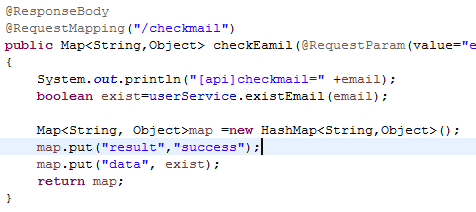 @ResponseBody
@RequestMapping("/checkmail")
public Map<String,Object> checkEamil(@RequestParam(value="e
{
System.out.println("[api]checkmail=" +email);
boolean exist=userService.existEmail(email);
Map<String, Object>map =new HashMap<String,Object>();
map.put("result","success");
map.put("data", exist);
return map;
}